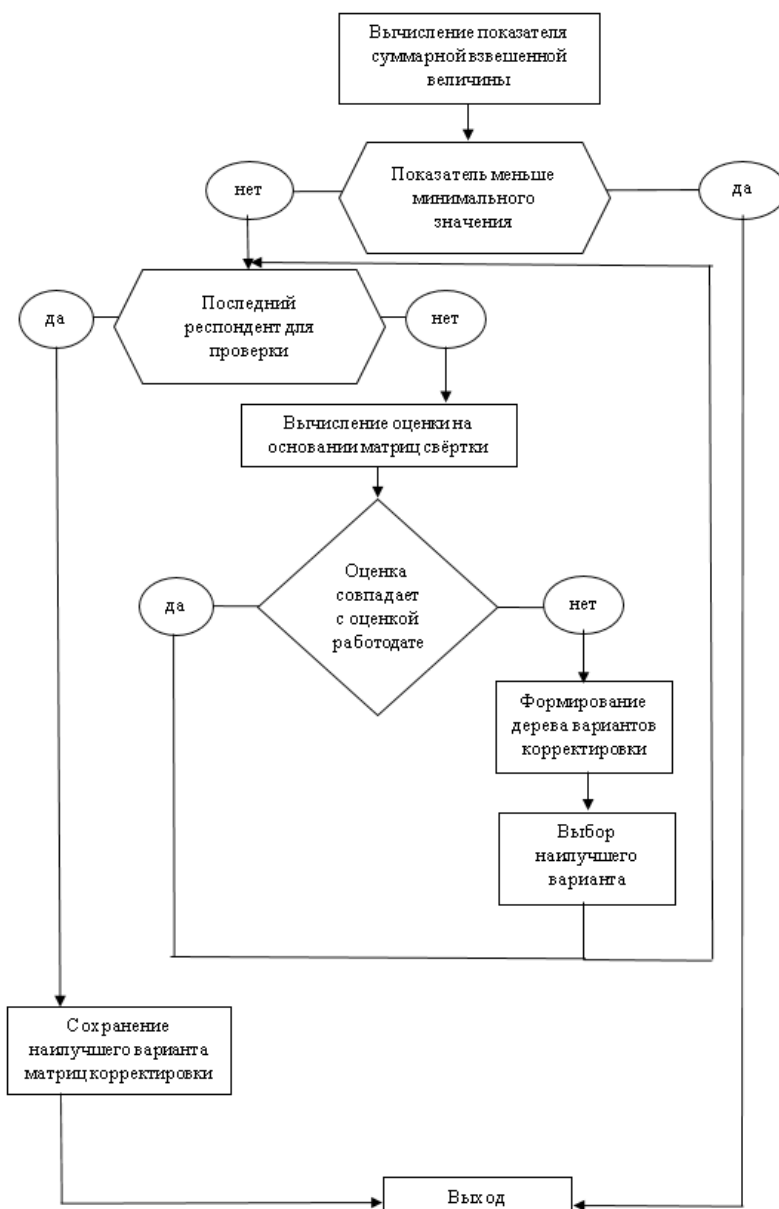 Вычисление показателя
суммарной взвешенной
величины
нет
Показатель меньше
минимального
значения
да
да
Последний
респондент для
проверки
нет
Вычисление оценки на
основании матриц свёртки
да
Оценка
совпадает
с оценкой
работодате
нет
Формирование
дерева вариантов
корректировки
Выбор
наилучшего
варианта
Сохранение
наилучшего варианта
матриц корректировки
Выход